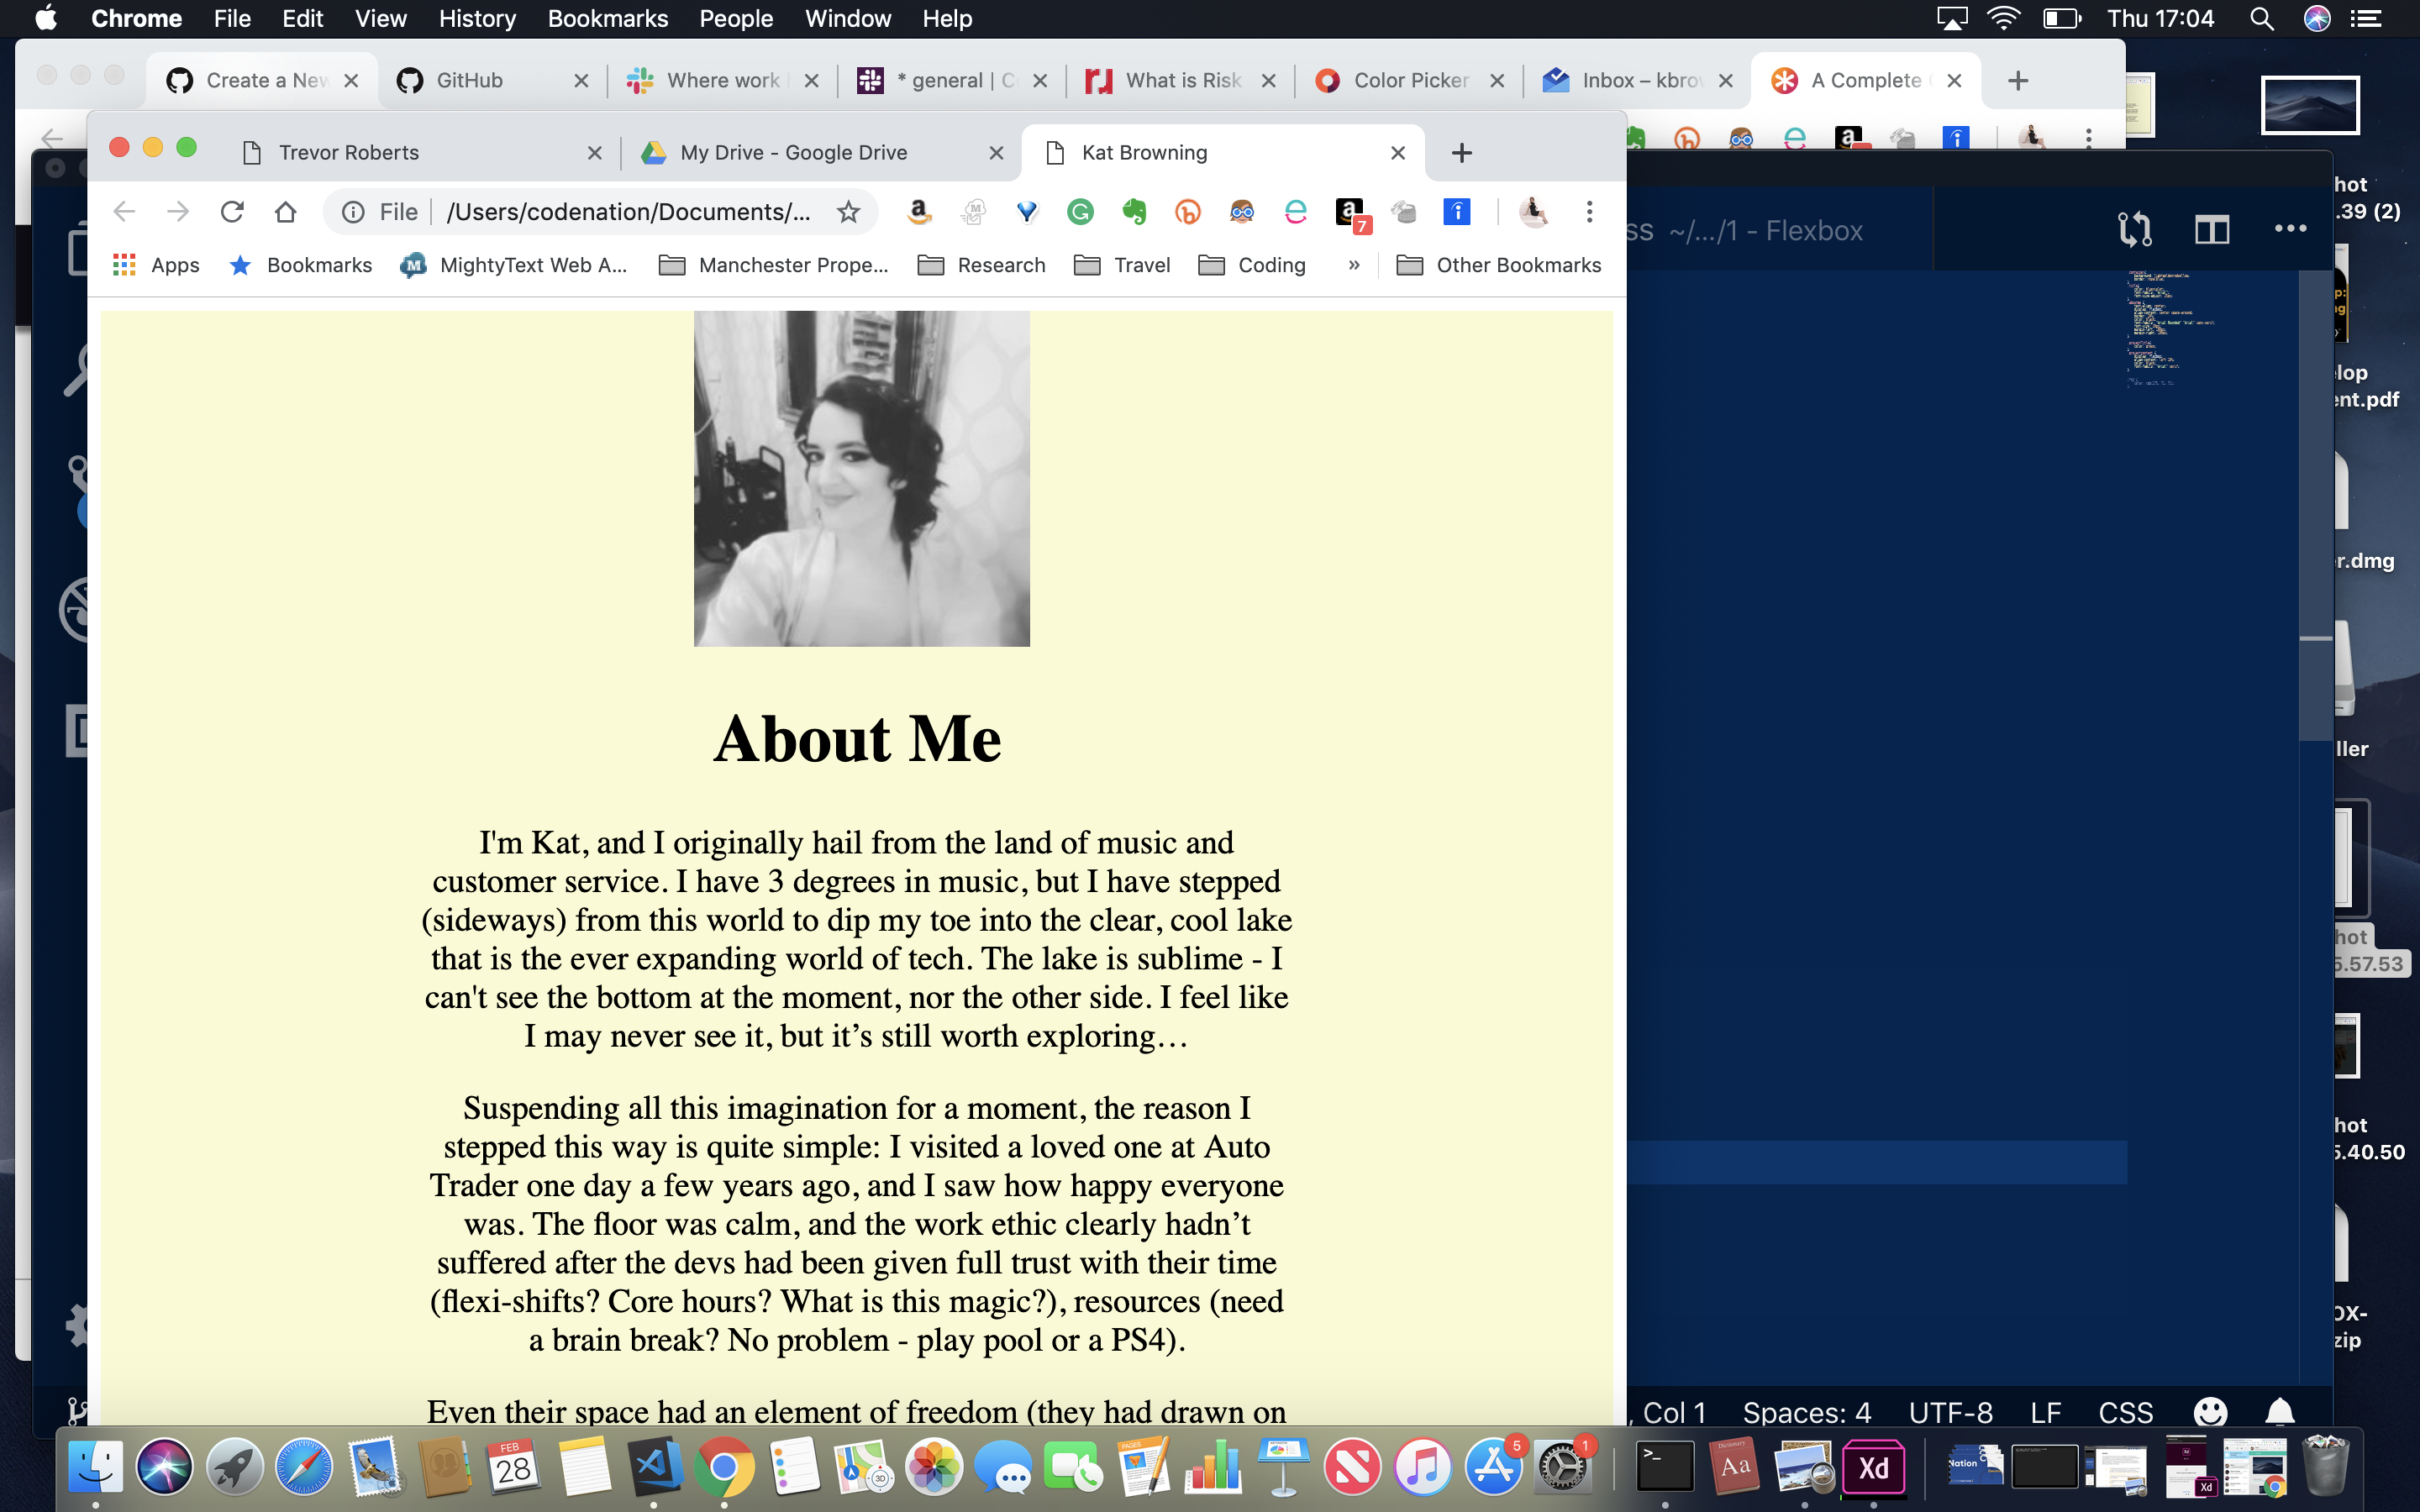 Chrome File Edit View History Bookmarks People Window Help Thu 17:04
Create a New GitHub Where work * general | C What is Risk Color Picker Inbox – kbrow A Complete
Trevor Roberts My Drive - Google Drive Kat Browning
File /Users/codenation/Documents/...
7
Apps Bookmarks MightyText Web A... Manchester Prope... Research Travel Coding » Other Bookmarks
ss ~/.../1 - Flexbox
hot
.39 (2)
elop
ent.pdf
r.dmg
ller
hot
5.57.53
hot
5.40.50
OX-
zip
About Me
I'm Kat, and I originally hail from the land of music and
customer service. I have 3 degrees in music, but I have stepped
(sideways) from this world to dip my toe into the clear, cool lake
that is the ever expanding world of tech. The lake is sublime - I
can't see the bottom at the moment, nor the other side. I feel like
I may never see it, but it’s still worth exploring…
Suspending all this imagination for a moment, the reason I
stepped this way is quite simple: I visited a loved one at Auto
Trader one day a few years ago, and I saw how happy everyone
was. The floor was calm, and the work ethic clearly hadn’t
suffered after the devs had been given full trust with their time
(flexi-shifts? Core hours? What is this magic?), resources (need
a brain break? No problem - play pool or a PS4).
Even their space had an element of freedom (they had drawn on
, Col 1 Spaces: 4 UTF-8 LF CSS
FEB
28
3D
PAGES
5
1
>_
Dictionary
Aa
Xd
Nation
Xd